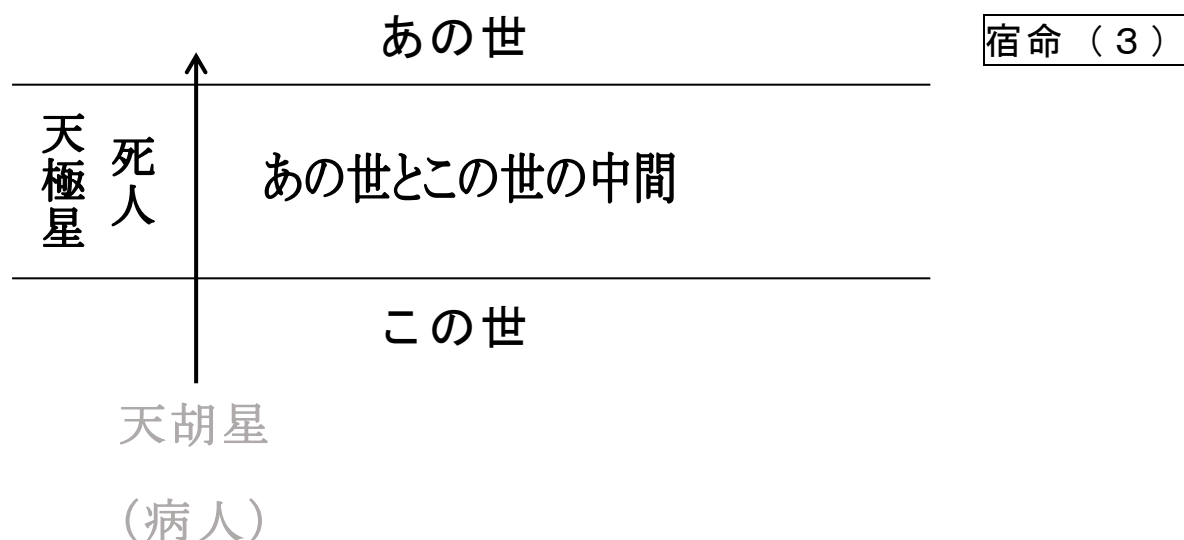 あの世
宿命（３）
天極星
死人
あの世とこの世の中間
この世
天胡星
（病人）